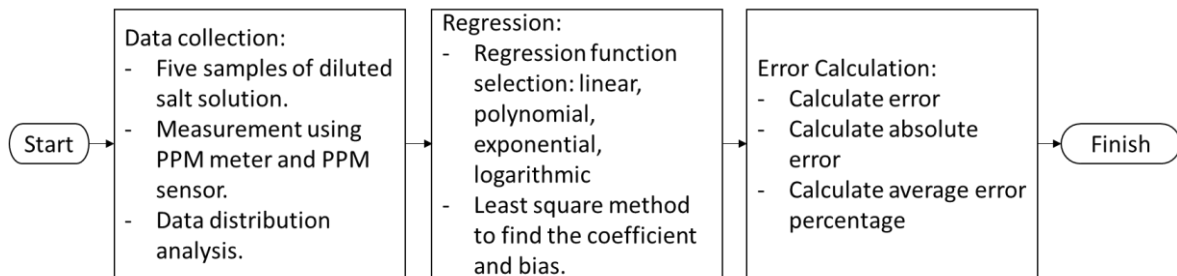 Start
Data collection:
- Five samples of diluted
salt solution.
- Measurement using
PPM meter and PPM
sensor.
- Data distribution
analysis.
Regression:
- Regression function
selection: linear,
polynomial,
exponential,
logarithmic
- Least square method
to find the coefficient
and bias.
Error Calculation:
- Calculate error
- Calculate absolute
error
- Calculate average error
percentage
Finish